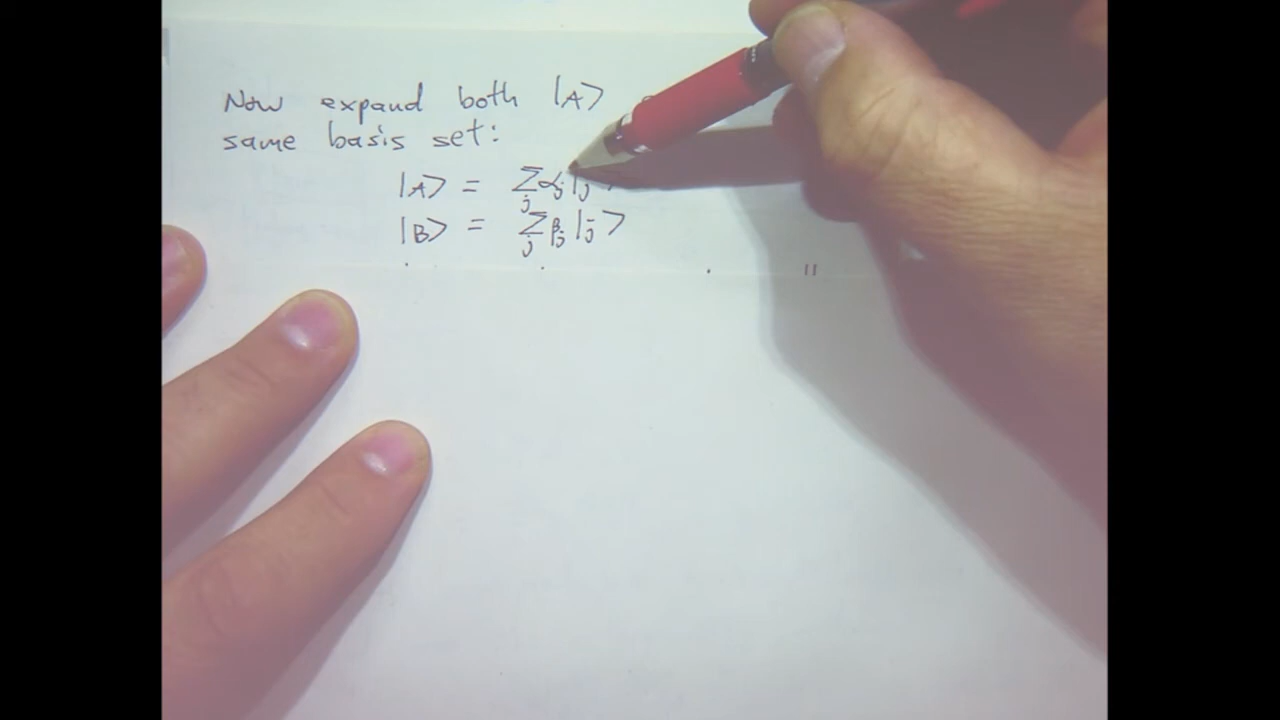 Now expand both |A>
same basis set:
|A> = Σ_j α_j |j>
|B> = Σ_j β_j |j>